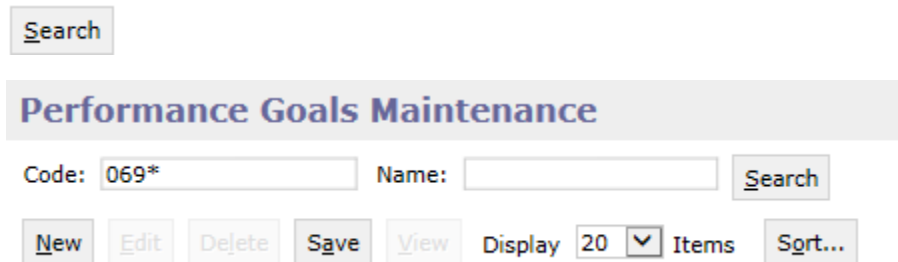 Search
Performance Goals Maintenance
Code: 069* Name: Search
New Edit Delete Save View Display 20 Items Sort...